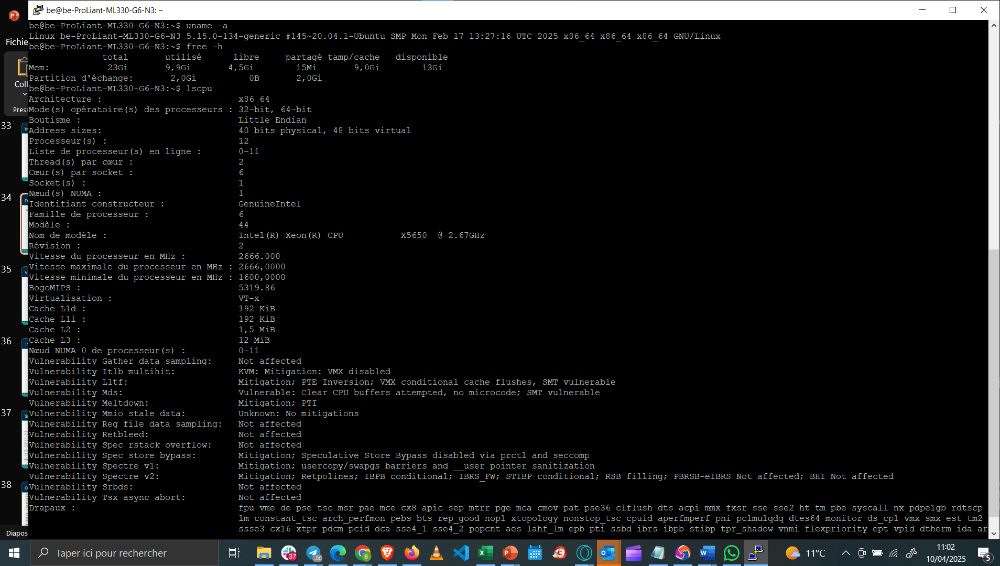 be@be-ProLiant-ML330-G6-N3: ~
be@be-ProLiant-ML330-G6-N3:~$ uname -a
Linux be-ProLiant-ML330-G6-N3 5.15.0-134-generic #145~20.04.1-Ubuntu SMP Mon Feb 17 13:27:16 UTC 2025 x86_64 x86_64 x86_64 GNU/Linux
be@be-ProLiant-ML330-G6-N3:~$ free -h
total utilisé libre partagé tamp/cache disponible
Mem: 23Gi 9,9Gi 4,5Gi 15Mi 9,0Gi 13Gi
Partition d'échange: 2,0Gi 0B 2,0Gi
be@be-ProLiant-ML330-G6-N3:~$ lscpu
Architecture : x86_64
Mode(s) opératoire(s) des processeurs : 32-bit, 64-bit
Boutisme : Little Endian
Address sizes: 40 bits physical, 48 bits virtual
Processeur(s) : 12
Liste de processeur(s) en ligne : 0-11
Thread(s) par cœur : 2
Cœur(s) par socket : 6
Socket(s) : 1
Nœud(s) NUMA : 1
Identifiant constructeur : GenuineIntel
Famille de processeur : 6
Modèle : 44
Nom de modèle : Intel(R) Xeon(R) CPU X5650 @ 2.67GHz
Révision : 2
Vitesse du processeur en MHz : 2666.000
Vitesse maximale du processeur en MHz : 2666,0000
Vitesse minimale du processeur en MHz : 1600,0000
BogoMIPS : 5319.86
Virtualisation : VT-x
Cache L1d : 192 KiB
Cache L1i : 192 KiB
Cache L2 : 1,5 MiB
Cache L3 : 12 MiB
Nœud NUMA 0 de processeur(s) : 0-11
Vulnerability Gather data sampling: Not affected
Vulnerability Itlb multihit: KVM: Mitigation: VMX disabled
Vulnerability L1tf: Mitigation; PTE Inversion; VMX conditional cache flushes, SMT vulnerable
Vulnerability Mds: Vulnerable: Clear CPU buffers attempted, no microcode; SMT vulnerable
Vulnerability Meltdown: Mitigation; PTI
Vulnerability Mmio stale data: Unknown: No mitigations
Vulnerability Reg file data sampling: Not affected
Vulnerability Retbleed: Not affected
Vulnerability Spec rstack overflow: Not affected
Vulnerability Spec store bypass: Mitigation; Speculative Store Bypass disabled via prctl and seccomp
Vulnerability Spectre v1: Mitigation; usercopy/swapgs barriers and __user pointer sanitization
Vulnerability Spectre v2: Mitigation; Retpolines; IBPB conditional; IBRS_FW; STIBP conditional; RSB filling; PBRSB-eIBRS Not affected; BHI Not affected
Vulnerability Srbds: Not affected
Vulnerability Tsx async abort: Not affected
Drapaux : fpu vme de pse tsc msr pae mce cx8 apic sep mtrr pge mca cmov pat pse36 clflush dts acpi mmx fxsr sse sse2 ht tm pbe syscall nx pdpe1gb rdtscp
lm constant_tsc arch_perfmon pebs bts rep_good nopl xtopology nonstop_tsc cpuid aperfmperf pni pclmulqdq dtes64 monitor ds_cpl vmx smx est tm2
ssse3 cx16 xtpr pdcm pcid dca sse4_1 sse4_2 popcnt aes lahf_lm epb pti ssbd ibrs ibpb stibp tpr_shadow vnmi flexpriority ept vpid dtherm ida ar
Fichie
Coll
Press
33
34
35
36
37
38
Diapos
Taper ici pour rechercher
37
.00
11°C
11:02
10/04/2025
5